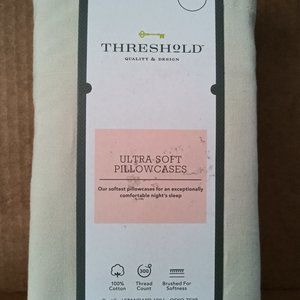 THRESHOLD
QUALITY & DESIGN
ULTRA SOFT
PILLOWCASES
Our softest pillowcases for an exceptionally
comfortable night's sleep
300
100%
Cotton
Thread
Count
Brushed For
Softness